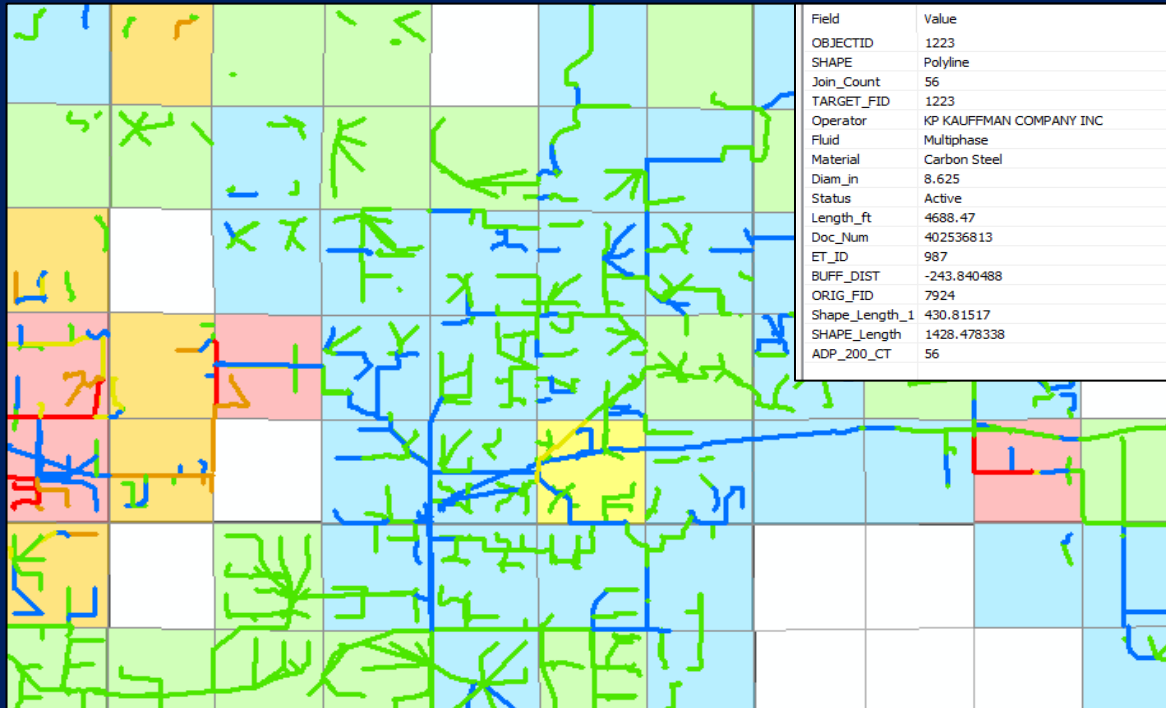 Field Value
OBJECTID 1223
SHAPE Polyline
Join_Count 56
TARGET_FID 1223
Operator KP KAUFFMAN COMPANY INC
Fluid Multiphase
Material Carbon Steel
Diam_in 8.625
Status Active
Length_ft 4688.47
Doc_Num 402536813
ET_ID 987
BUFF_DIST -243.840488
ORIG_FID 7924
Shape_Length_1 430.81517
SHAPE_Length 1428.478338
ADP_200_CT 56